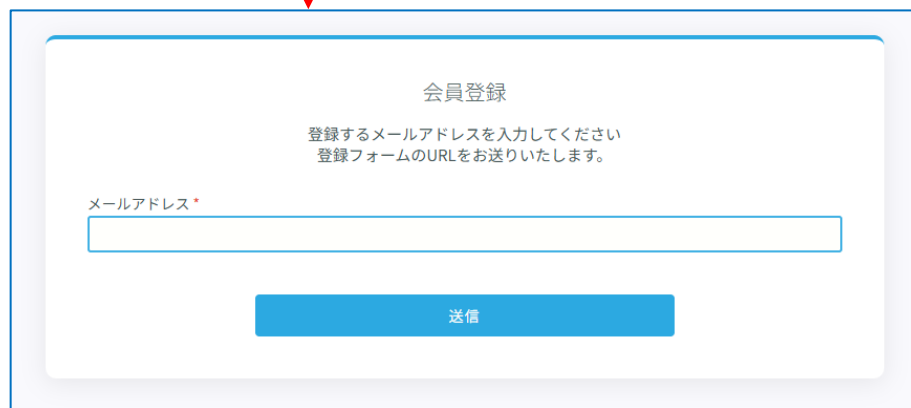 会員登録
登録するメールアドレスを入力してください
登録フォームのURLをお送りいたします。
メールアドレス *
送信